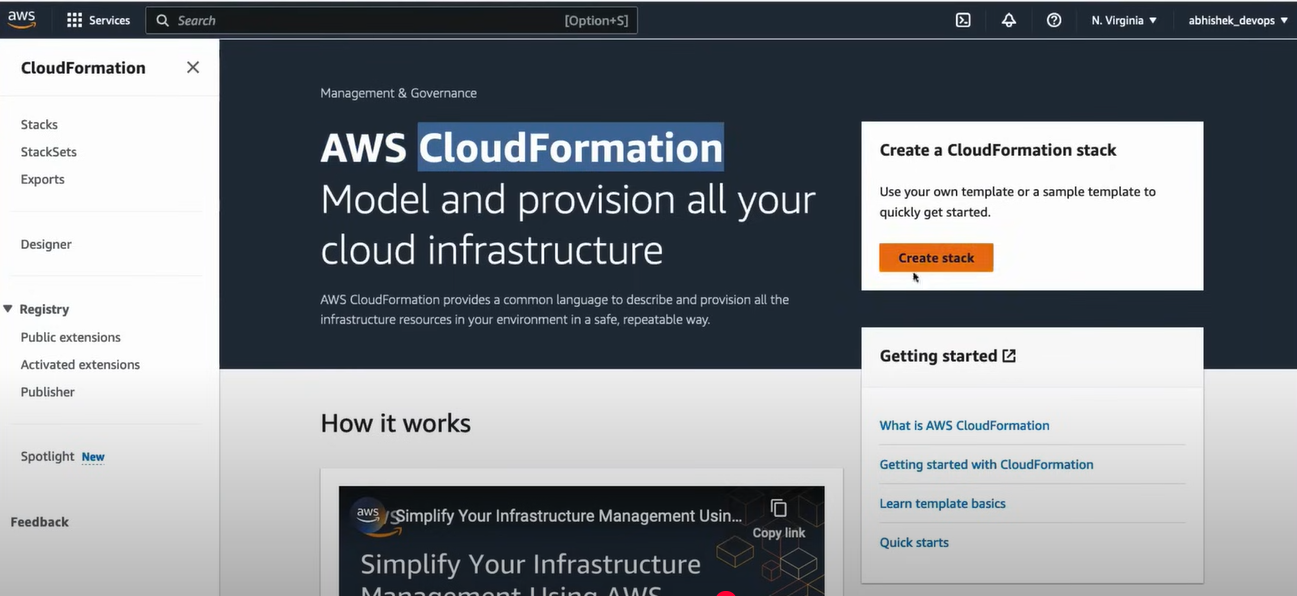 aws
Services
Search
[Option+S]
N. Virginia
abhishek_devops
CloudFormation
Stacks
StackSets
Exports
Designer
Registry
Public extensions
Activated extensions
Publisher
Spotlight New
Feedback
Management & Governance
AWS CloudFormation
Model and provision all your
cloud infrastructure
AWS CloudFormation provides a common language to describe and provision all the
infrastructure resources in your environment in a safe, repeatable way.
Create a CloudFormation stack
Use your own template or a sample template to
quickly get started.
Create stack
Getting started
What is AWS CloudFormation
Getting started with CloudFormation
Learn template basics
Quick starts
How it works
aws
Simplify Your Infrastructure Management Usin...
Copy link
Simplify Your Infrastructure
Management Using AWS